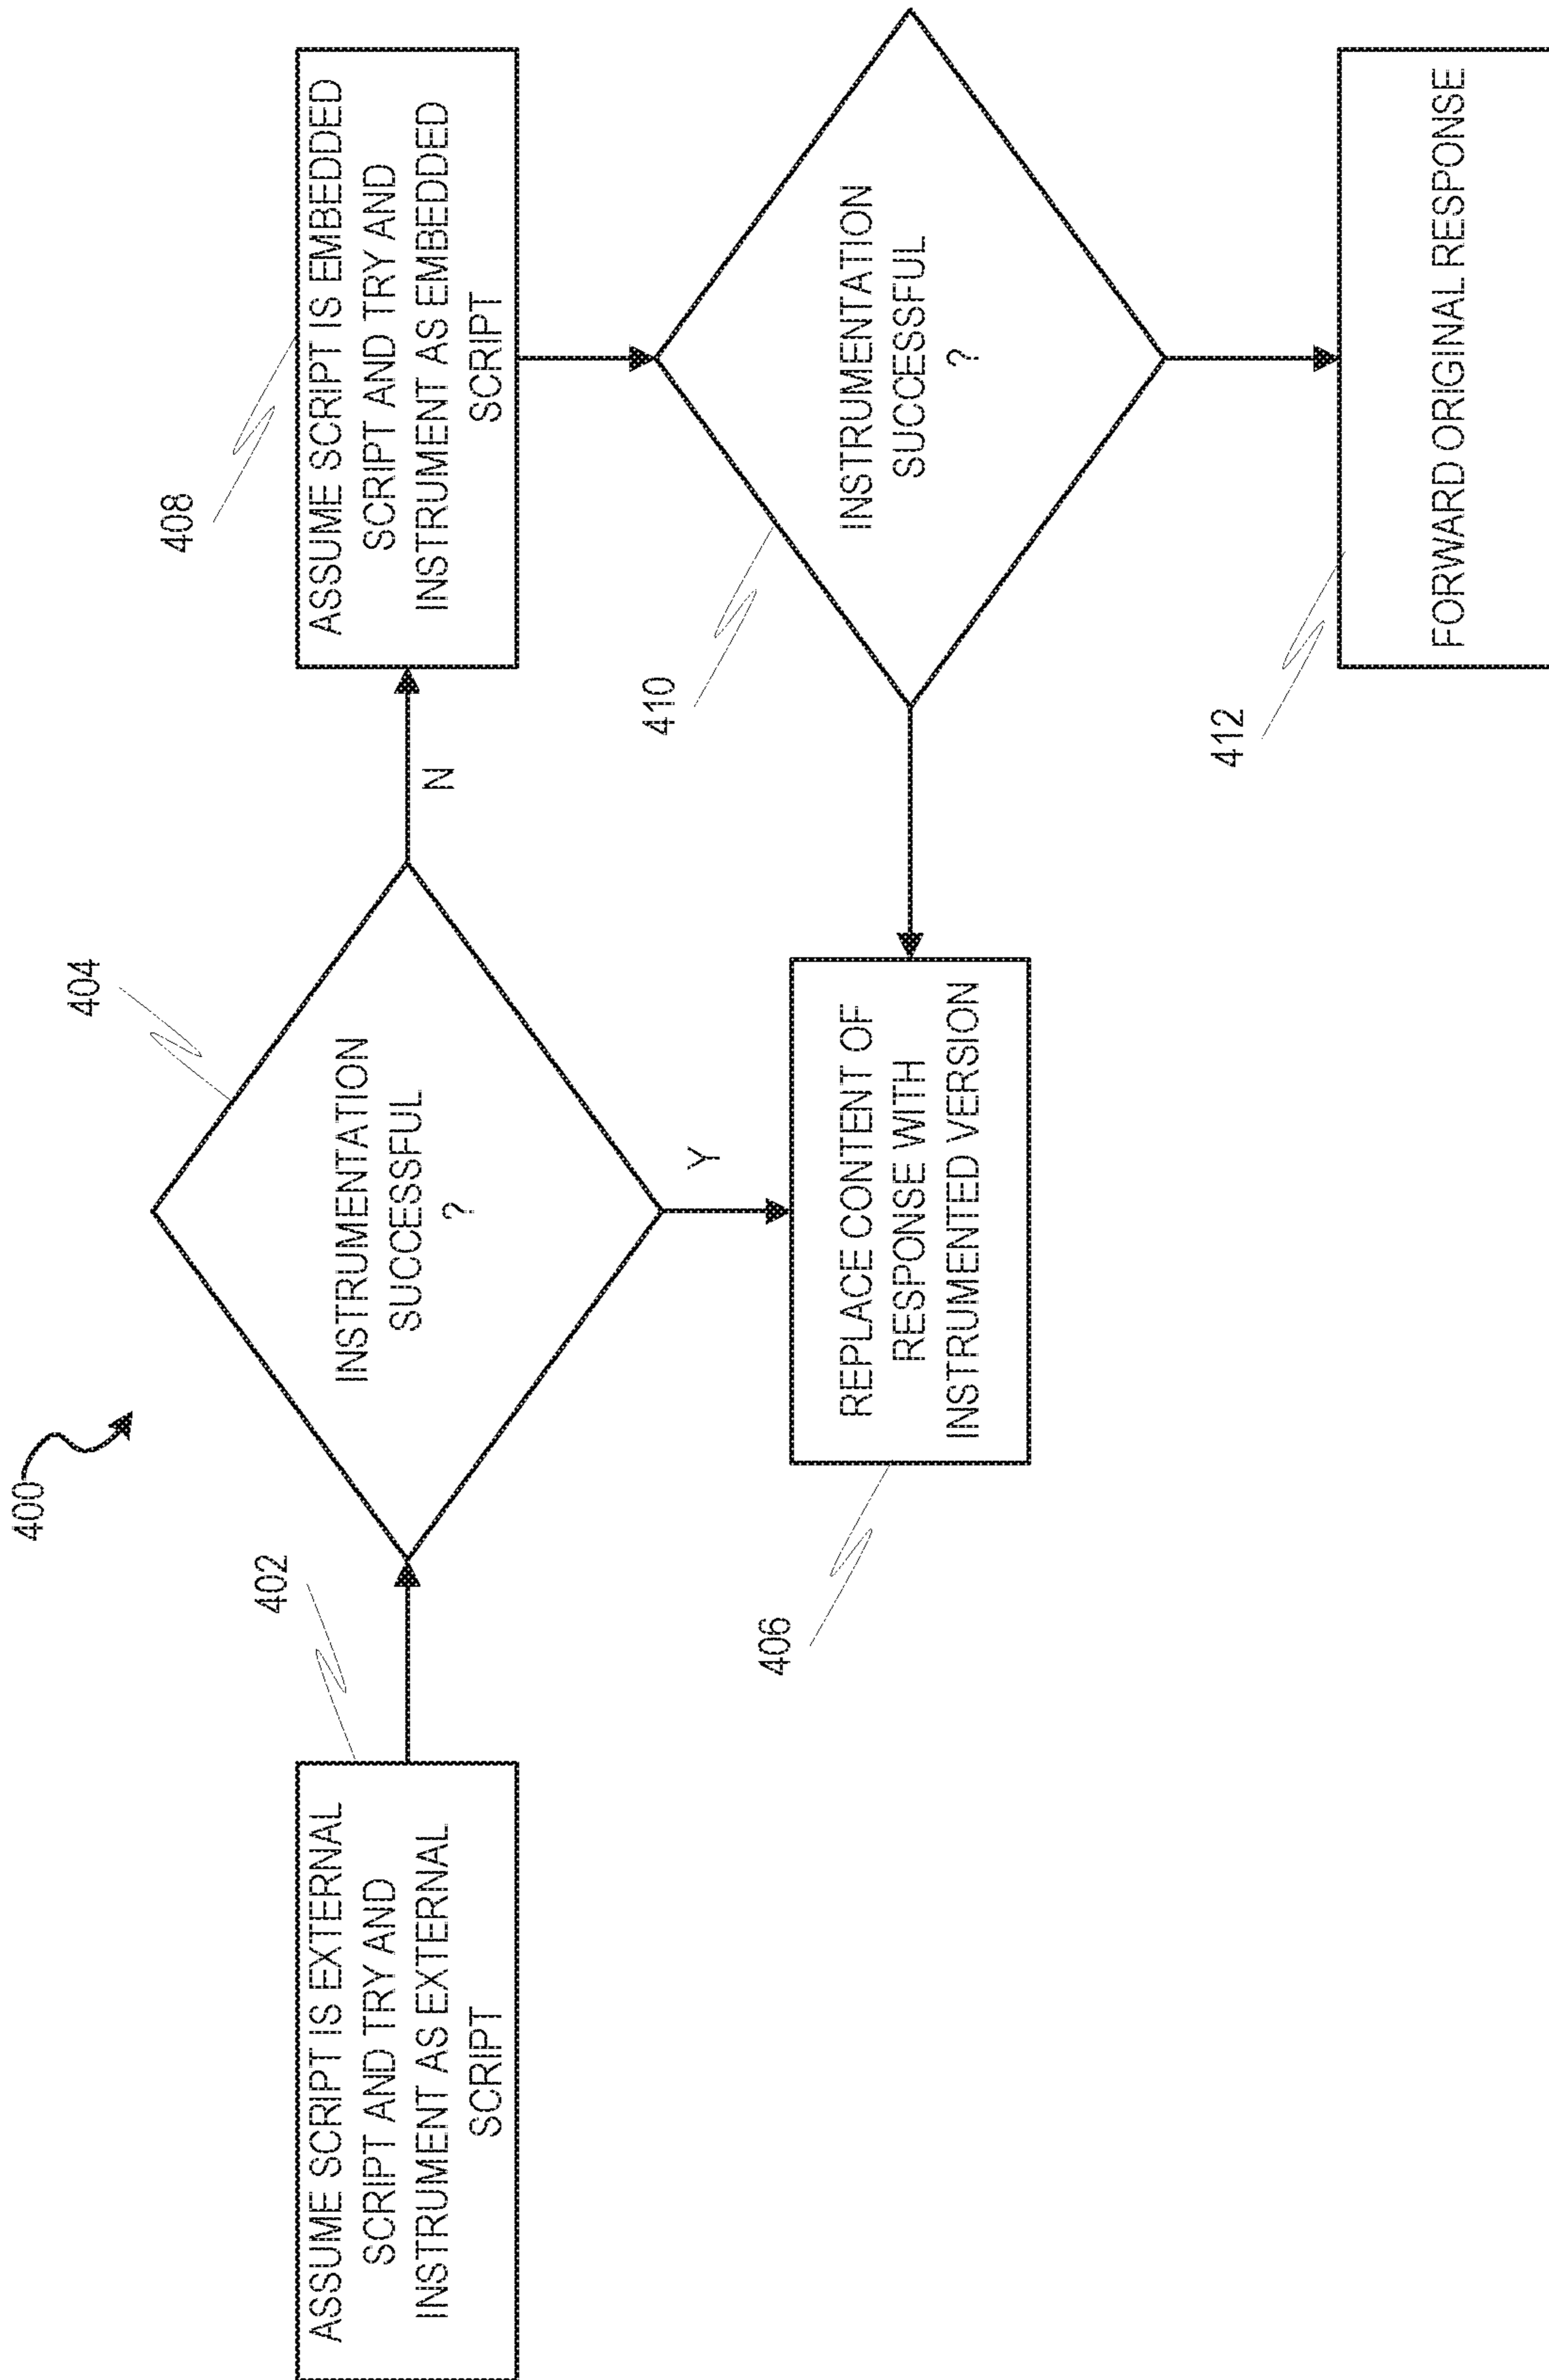 400
402
ASSUME SCRIPT IS EXTERNAL
SCRIPT AND TRY AND
INSTRUMENT AS EXTERNAL
SCRIPT
404
INSTRUMENTATION
SUCCESSFUL
?
N
Y
408
ASSUME SCRIPT IS EMBEDDED
SCRIPT AND TRY AND
INSTRUMENT AS EMBEDDED
SCRIPT
406
REPLACE CONTENT OF
RESPONSE WITH
INSTRUMENTED VERSION
410
INSTRUMENTATION
SUCCESSFUL
?
412
FORWARD ORIGINAL RESPONSE